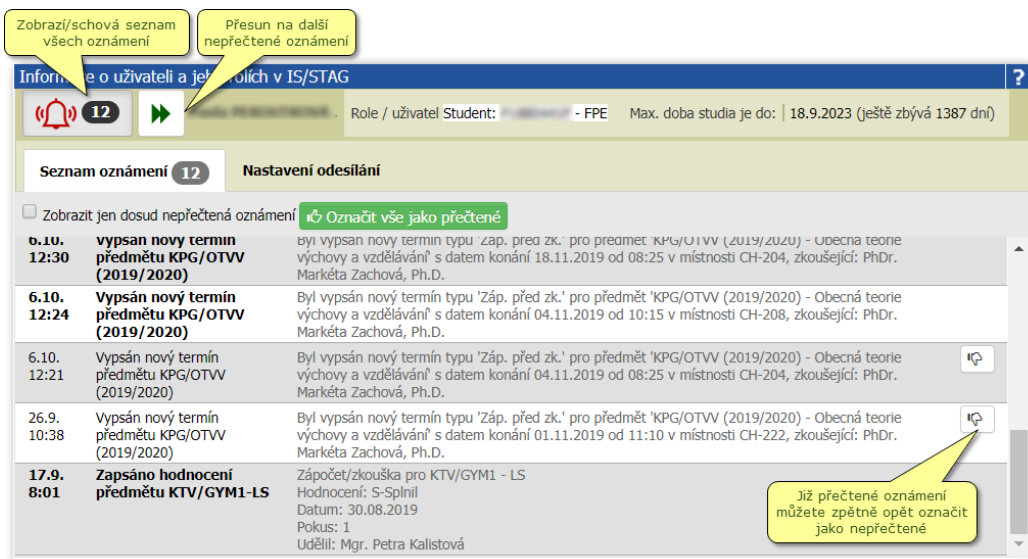 Zobrazí/schová seznam
všech oznámení
Přesun na další
nepřečtené oznámení
Informace o uživateli a jeho rolích v IS/STAG
?
12
Role / uživatel Student: - FPE Max. doba studia je do: 18.9.2023 (ještě zbývá 1387 dní)
Seznam oznámení 12 Nastavení odesílání
Zobrazit jen dosud nepřečtená oznámení Označit vše jako přečtené
6.10. Vypsán nový termín Byl vypsán nový termín typu 'Záp. před zk.' pro předmět 'KPG/OTVV (2019/2020) - Obecná teorie
12:30 předmětu KPG/OTVV výchovy a vzdělávání' s datem konání 18.11.2019 od 08:25 v místnosti CH-204, zkoušející: PhDr.
(2019/2020) Markéta Zachová, Ph.D.
6.10. Vypsán nový termín Byl vypsán nový termín typu 'Záp. před zk.' pro předmět 'KPG/OTVV (2019/2020) - Obecná teorie
12:24 předmětu KPG/OTVV výchovy a vzdělávání' s datem konání 04.11.2019 od 10:15 v místnosti CH-208, zkoušející: PhDr.
(2019/2020) Markéta Zachová, Ph.D.
6.10. Vypsán nový termín Byl vypsán nový termín typu 'Záp. před zk.' pro předmět 'KPG/OTVV (2019/2020) - Obecná teorie
12:21 předmětu KPG/OTVV výchovy a vzdělávání' s datem konání 04.11.2019 od 08:25 v místnosti CH-204, zkoušející: PhDr.
(2019/2020) Markéta Zachová, Ph.D.
26.9. Vypsán nový termín Byl vypsán nový termín typu 'Záp. před zk.' pro předmět 'KPG/OTVV (2019/2020) - Obecná teorie
10:38 předmětu KPG/OTVV výchovy a vzdělávání' s datem konání 01.11.2019 od 11:10 v místnosti CH-222, zkoušející: PhDr.
(2019/2020) Markéta Zachová, Ph.D.
17.9. Zapsáno hodnocení Zápočet/zkouška pro KTV/GYM1 - LS
8:01 předmětu KTV/GYM1-LS Hodnocení: S-Splnil
Datum: 30.08.2019
Pokus: 1
Udělil: Mgr. Petra Kalistová
Již přečtené oznámení
můžete zpětně opět označit
jako nepřečtené